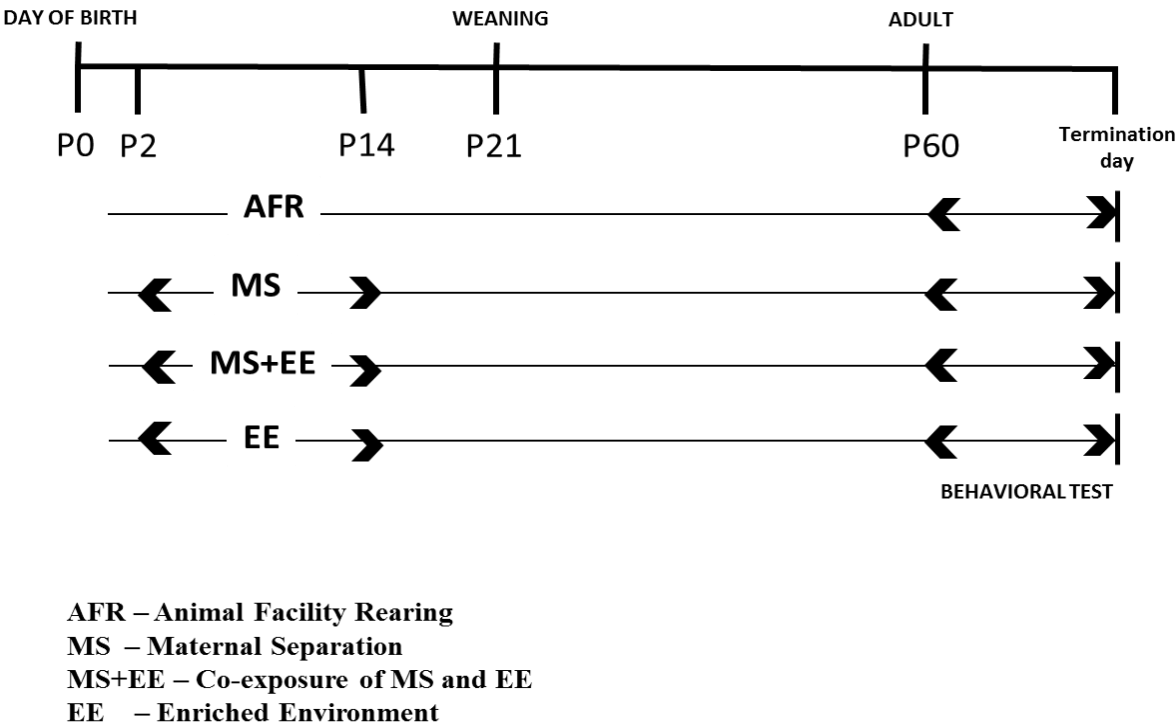 DAY OF BIRTH WEANING ADULT
P0 P2 P14 P21 P60 Termination
day
AFR
MS
MS+EE
EE
BEHAVIORAL TEST
AFR – Animal Facility Rearing
MS – Maternal Separation
MS+EE – Co-exposure of MS and EE
EE – Enriched Environment